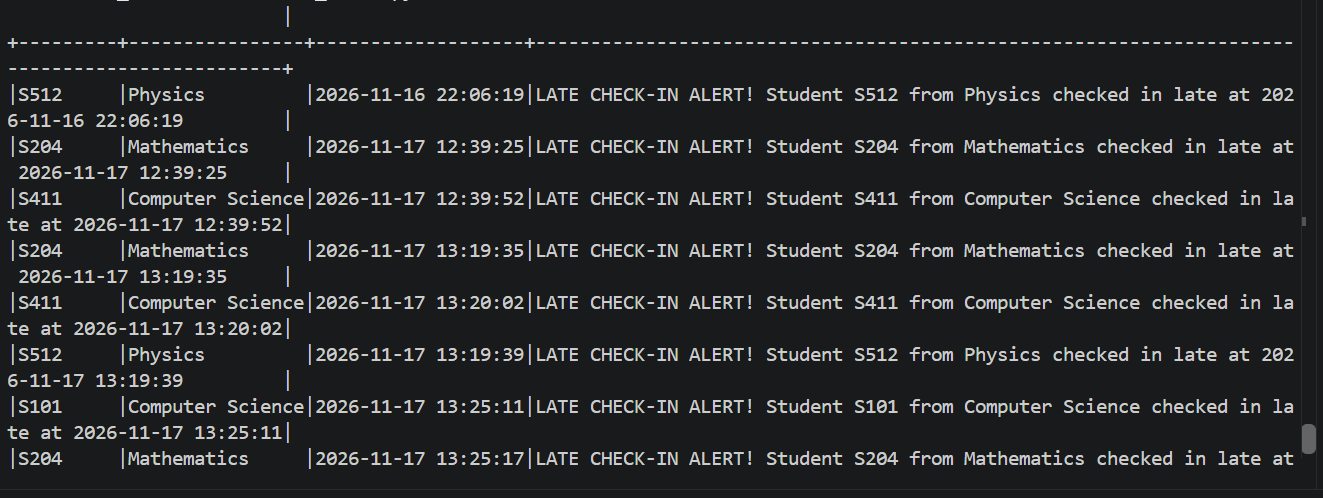 |
+---------+----------------+-------------------+---------------------------------------------------------------------
-------------------------+
|S512     |Physics         |2026-11-16 22:06:19|LATE CHECK-IN ALERT! Student S512 from Physics checked in late at 202
6-11-16 22:06:19         |
|S204     |Mathematics     |2026-11-17 12:39:25|LATE CHECK-IN ALERT! Student S204 from Mathematics checked in late at
 2026-11-17 12:39:25     |
|S411     |Computer Science|2026-11-17 12:39:52|LATE CHECK-IN ALERT! Student S411 from Computer Science checked in la
te at 2026-11-17 12:39:52|
|S204     |Mathematics     |2026-11-17 13:19:35|LATE CHECK-IN ALERT! Student S204 from Mathematics checked in late at
 2026-11-17 13:19:35     |
|S411     |Computer Science|2026-11-17 13:20:02|LATE CHECK-IN ALERT! Student S411 from Computer Science checked in la
te at 2026-11-17 13:20:02|
|S512     |Physics         |2026-11-17 13:19:39|LATE CHECK-IN ALERT! Student S512 from Physics checked in late at 202
6-11-17 13:19:39         |
|S101     |Computer Science|2026-11-17 13:25:11|LATE CHECK-IN ALERT! Student S101 from Computer Science checked in la
te at 2026-11-17 13:25:11|
|S204     |Mathematics     |2026-11-17 13:25:17|LATE CHECK-IN ALERT! Student S204 from Mathematics checked in late at